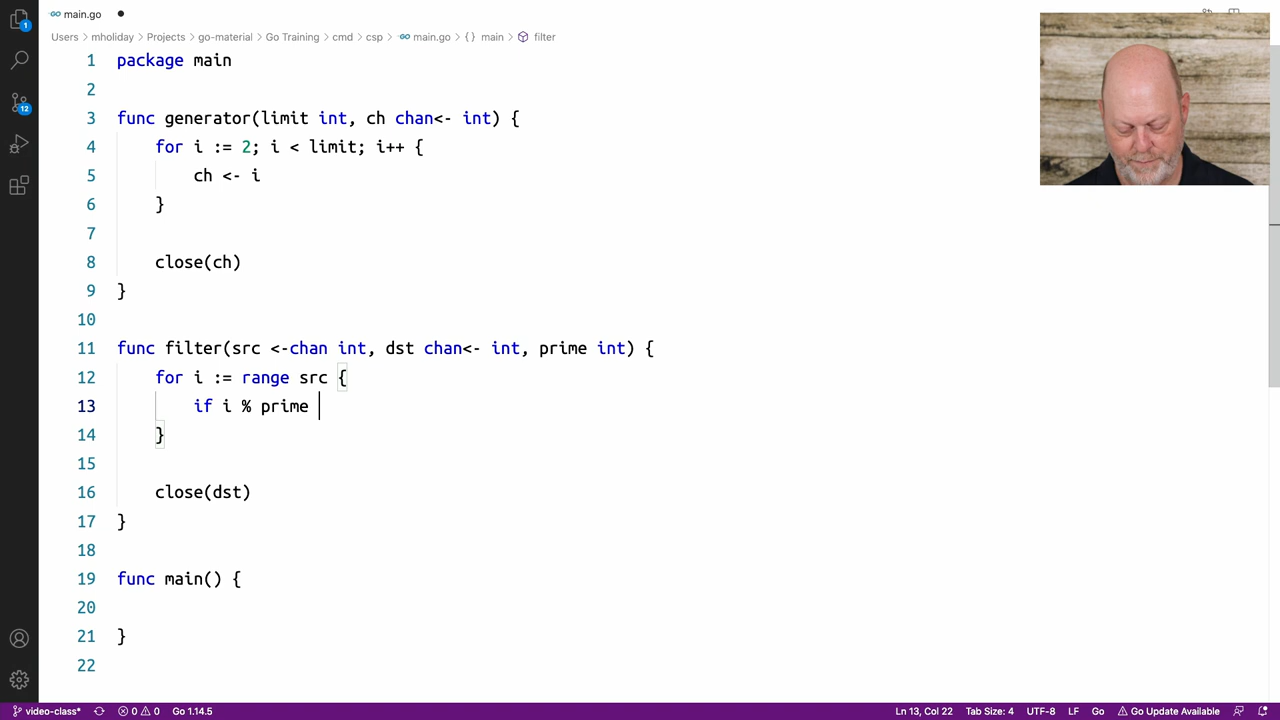 main.go
Users > mholiday > Projects > go-material > Go Training > cmd > csp > main.go > {} main > filter
1 package main
2
3 func generator(limit int, ch chan<- int) {
4 for i := 2; i < limit; i++ {
5 ch <- i
6 }
7
8 close(ch)
9 }
10
11 func filter(src <-chan int, dst chan<- int, prime int) {
12 for i := range src {
13 if i % prime
14 }
15
16 close(dst)
17 }
18
19 func main() {
20
21 }
22
1
12
video-class* 0 0 Go 1.14.5 Ln 13, Col 22 Tab Size: 4 UTF-8 LF Go Go Update Available